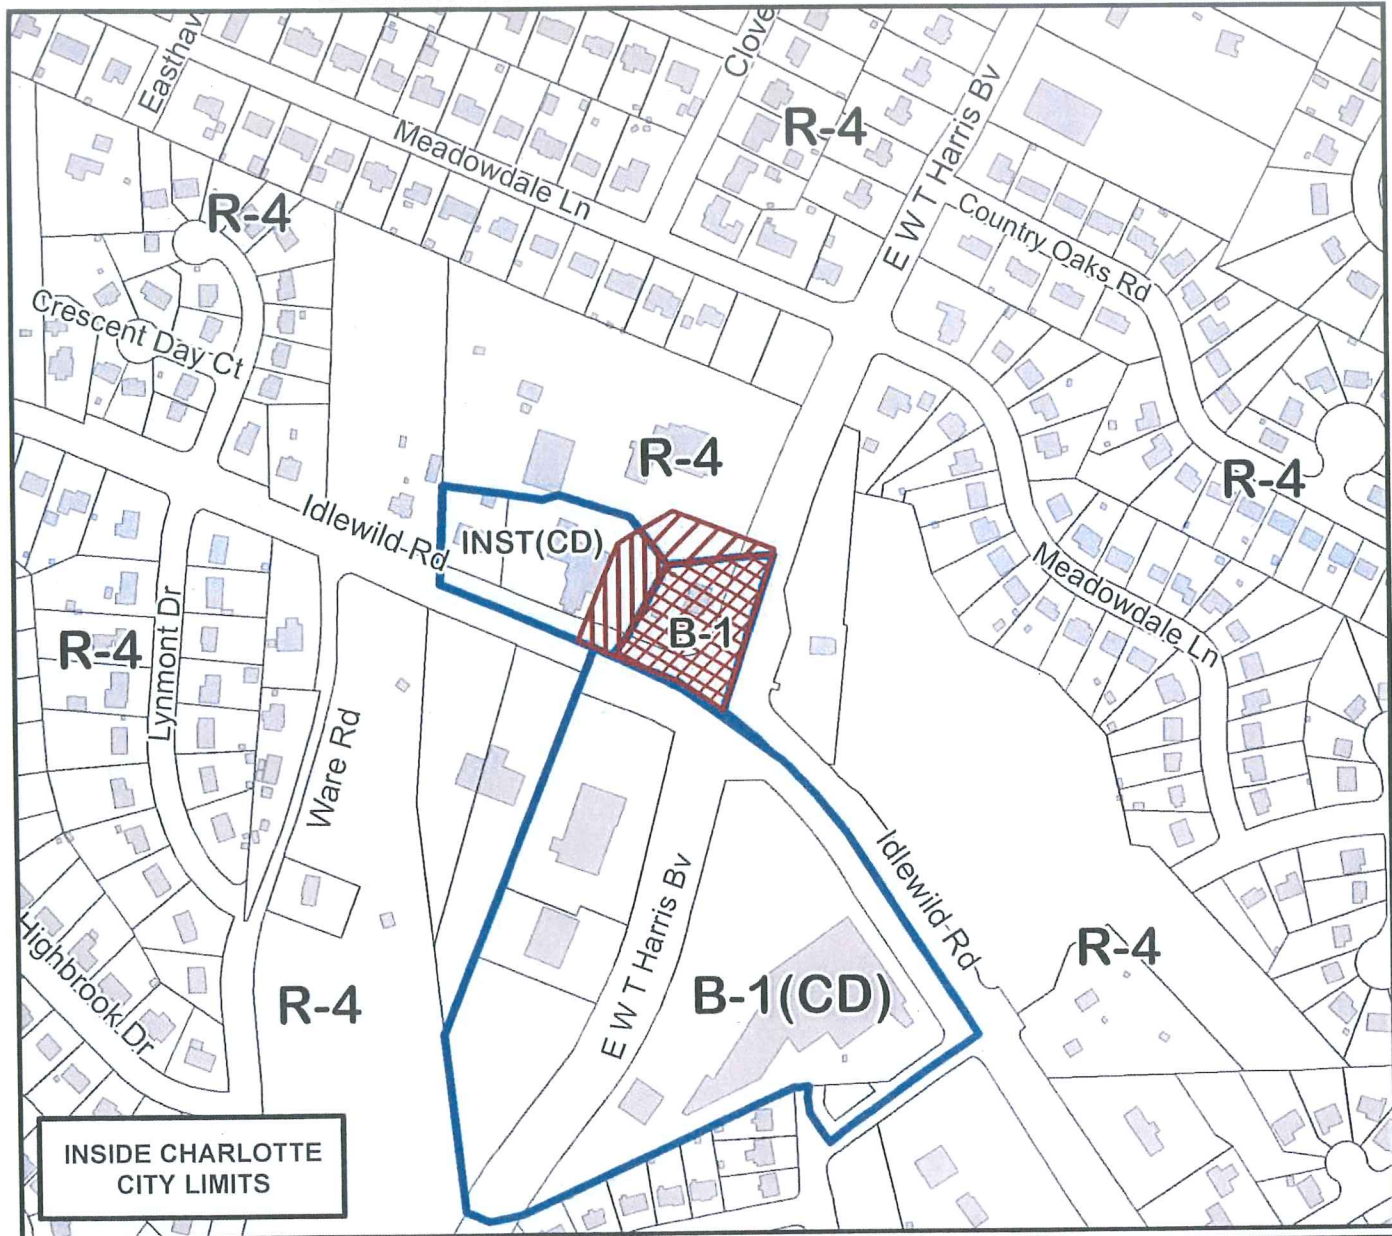 Easthav
Clove
R-4
Meadowdale Ln
E W T Harris Bv
R-4
Country Oaks Rd
Crescent Day Ct
R-4
R-4
Idlewild Rd
INST(CD)
Meadowdale Ln
B-1
R-4
Lynmont Dr
Ware Rd
Idlewild Rd
E W T Harris Bv
Highbrook Dr
R-4
R-4
B-1(CD)
INSIDE CHARLOTTE
CITY LIMITS